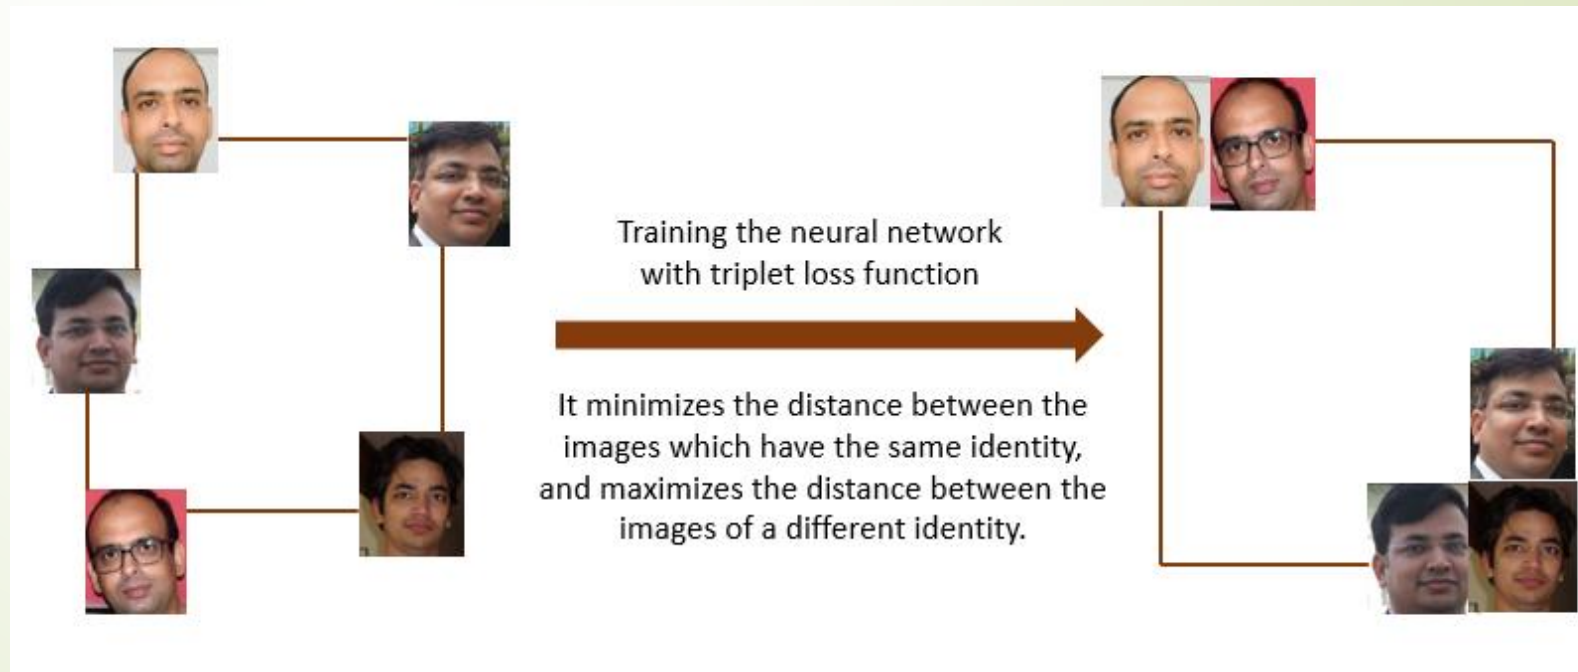 Training the neural network
with triplet loss function
It minimizes the distance between the
images which have the same identity,
and maximizes the distance between the
images of a different identity.